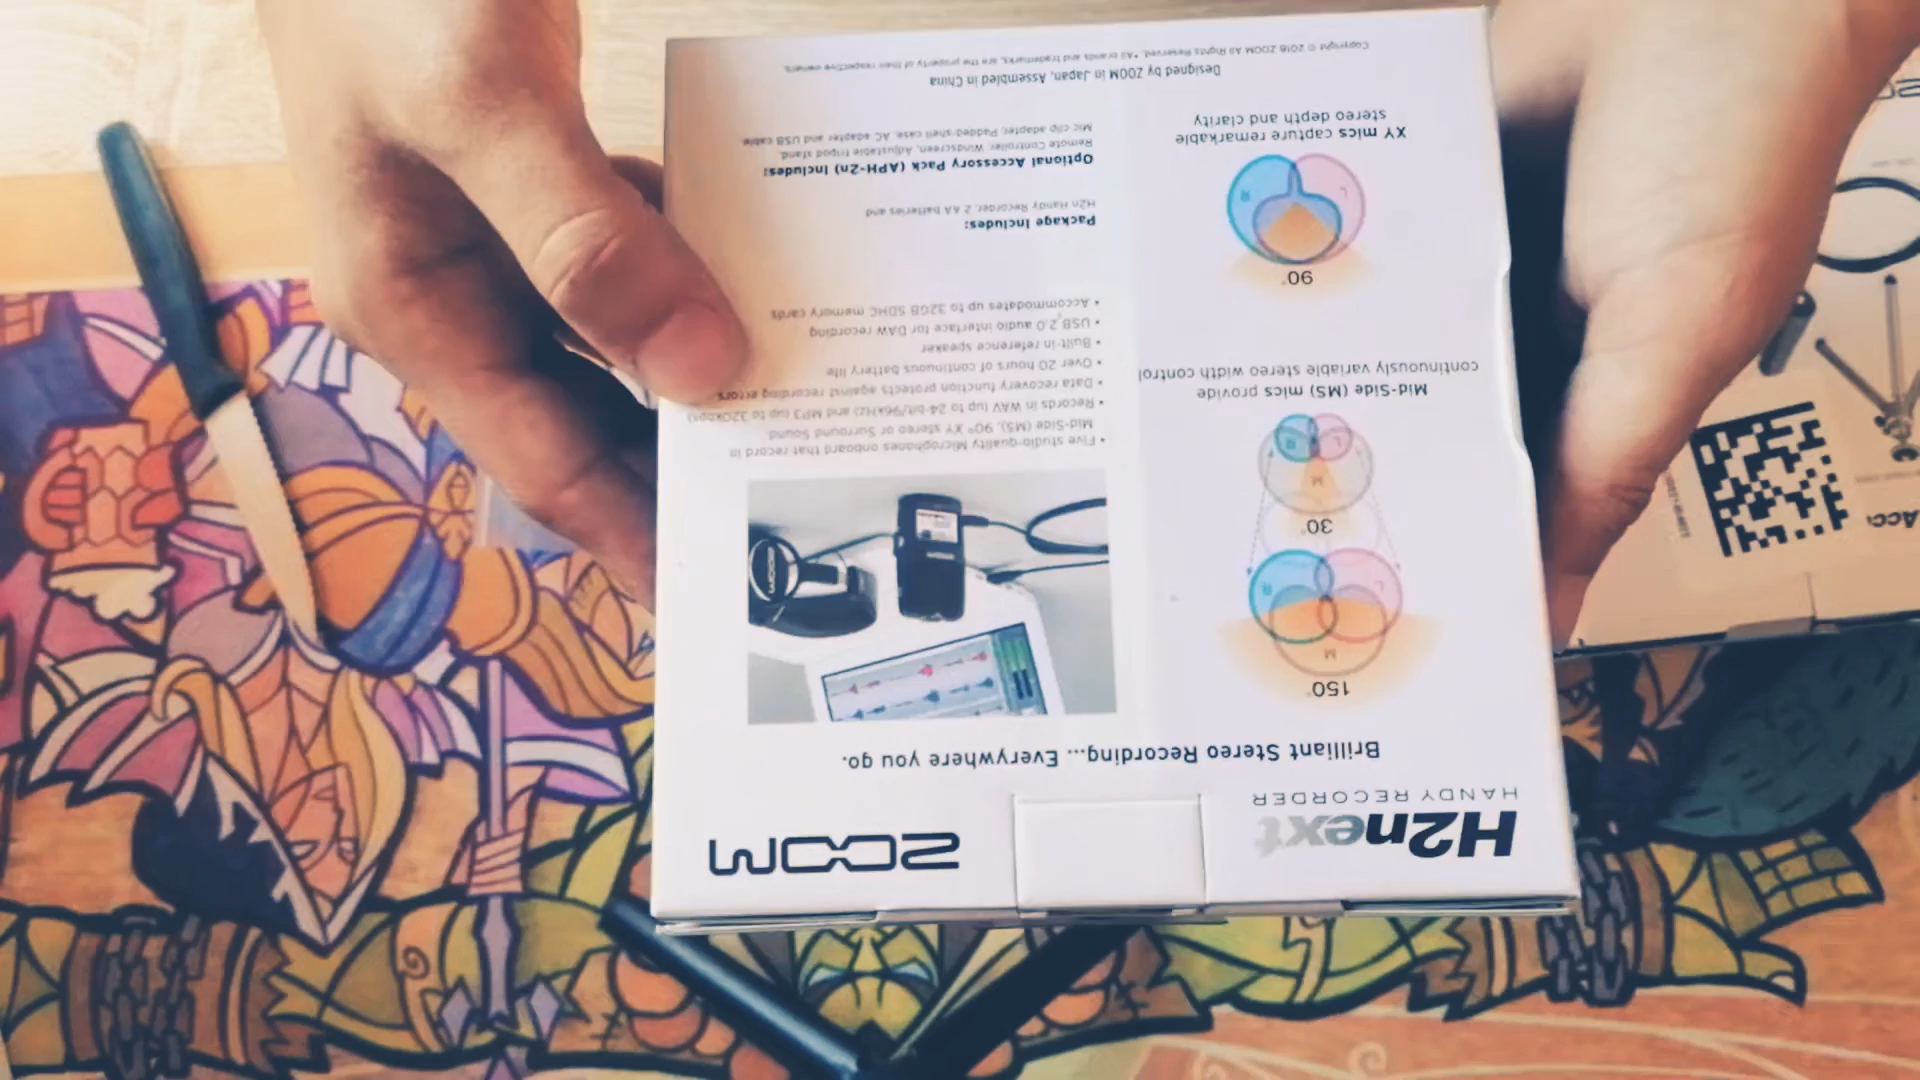 H2next
HANDY RECORDER
ZOOM
Brilliant Stereo Recording... Everywhere you go.
150°
M
L
R
30°
M
L
R
Mid-Side (MS) mics provide
continuously variable stereo width control
90°
L
R
XY mics capture remarkable
stereo depth and clarity
ZOOM
• Five studio-quality Microphones onboard that record in
Mid-Side (MS), 90° XY stereo or Surround Sound
• Records in WAV (up to 24-bit/96kHz) and MP3 (up to 320kbps)
• Data recovery function protects against recording errors
• Over 20 hours of continuous battery life
• Built-in reference speaker
• USB 2.0 audio interface for DAW recording
• Accommodates up to 32GB SDHC memory cards
Package Includes:
H2n Handy Recorder, 2 AA batteries and
Optional Accessory Pack (APH-2n) Includes:
Remote Controller, Windscreen, Adjustable tripod stand,
Mic clip adapter, Padded-shell case, AC adapter and USB cable
Designed by ZOOM in Japan, Assembled in China
Copyright © 2018 ZOOM All Rights Reserved. *All brands and trademarks, are the property of their respective owners.